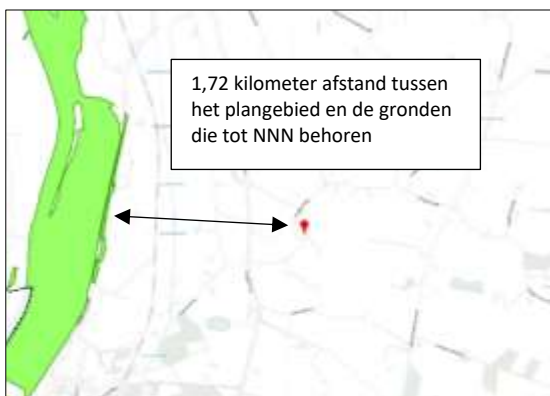 1,72 kilometer afstand tussen
het plangebied en de gronden
die tot NNN behoren